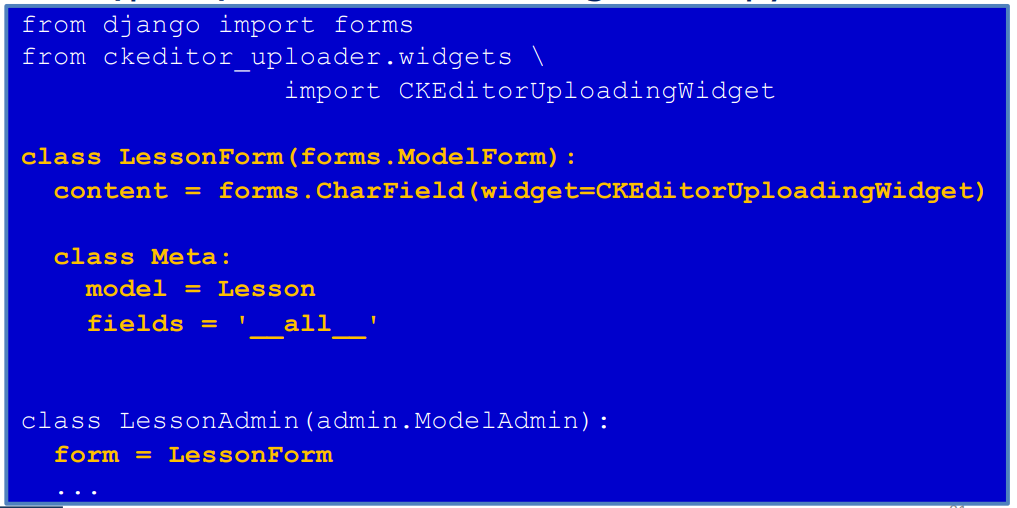 from django import forms
from ckeditor_uploader.widgets \
                import CKEditorUploadingWidget

class LessonForm(forms.ModelForm):
  content = forms.CharField(widget=CKEditorUploadingWidget)

  class Meta:
    model = Lesson
    fields = '__all__'


class LessonAdmin(admin.ModelAdmin):
  form = LessonForm
  ...